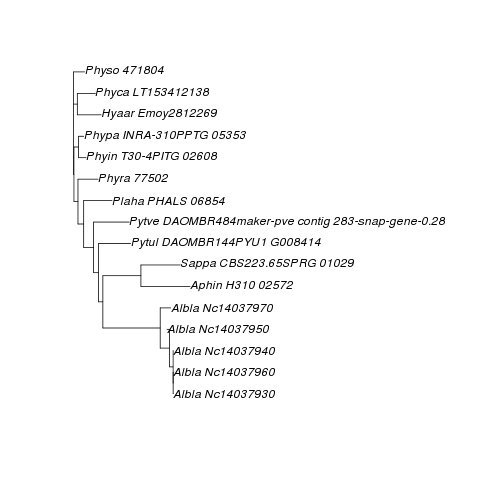 Physo 471804
Phyca LT153412138
Hyaar Emoy2812269
Phypa INRA-310PPTG 05353
Phyin T30-4PITG 02608
Phyra 77502
Plaha PHALS 06854
Pytve DAOMBR484maker-pve contig 283-snap-gene-0.28
Pytul DAOMBR144PYU1 G008414
Sappa CBS223.65SPRG 01029
Aphin H310 02572
Albla Nc14037970
Albla Nc14037950
Albla Nc14037940
Albla Nc14037960
Albla Nc14037930